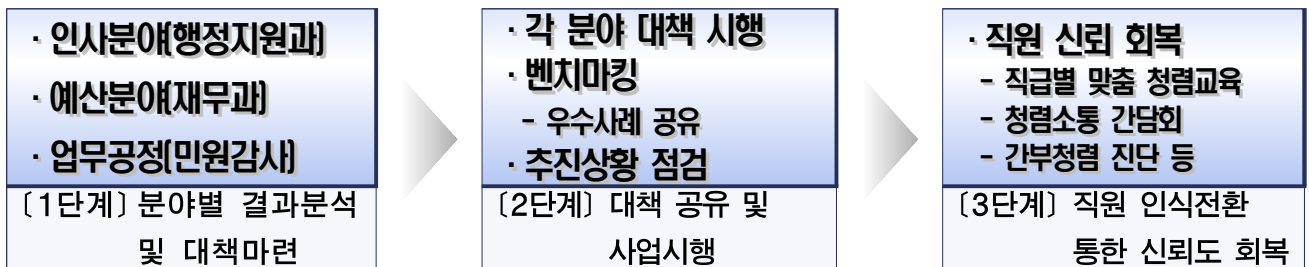 · 인사분야(행정지원과)
· 예산분야(재무과)
· 업무공정(민원감사)
〔1단계〕 분야별 결과분석
및 대책마련
· 각 분야 대책 시행
· 벤치마킹
- 우수사례 공유
· 추진상황 점검
〔2단계〕 대책 공유 및
사업시행
· 직원 신뢰 회복
- 직급별 맞춤 청렴교육
- 청렴소통 간담회
- 간부청렴 진단 등
〔3단계〕 직원 인식전환
통한 신뢰도 회복